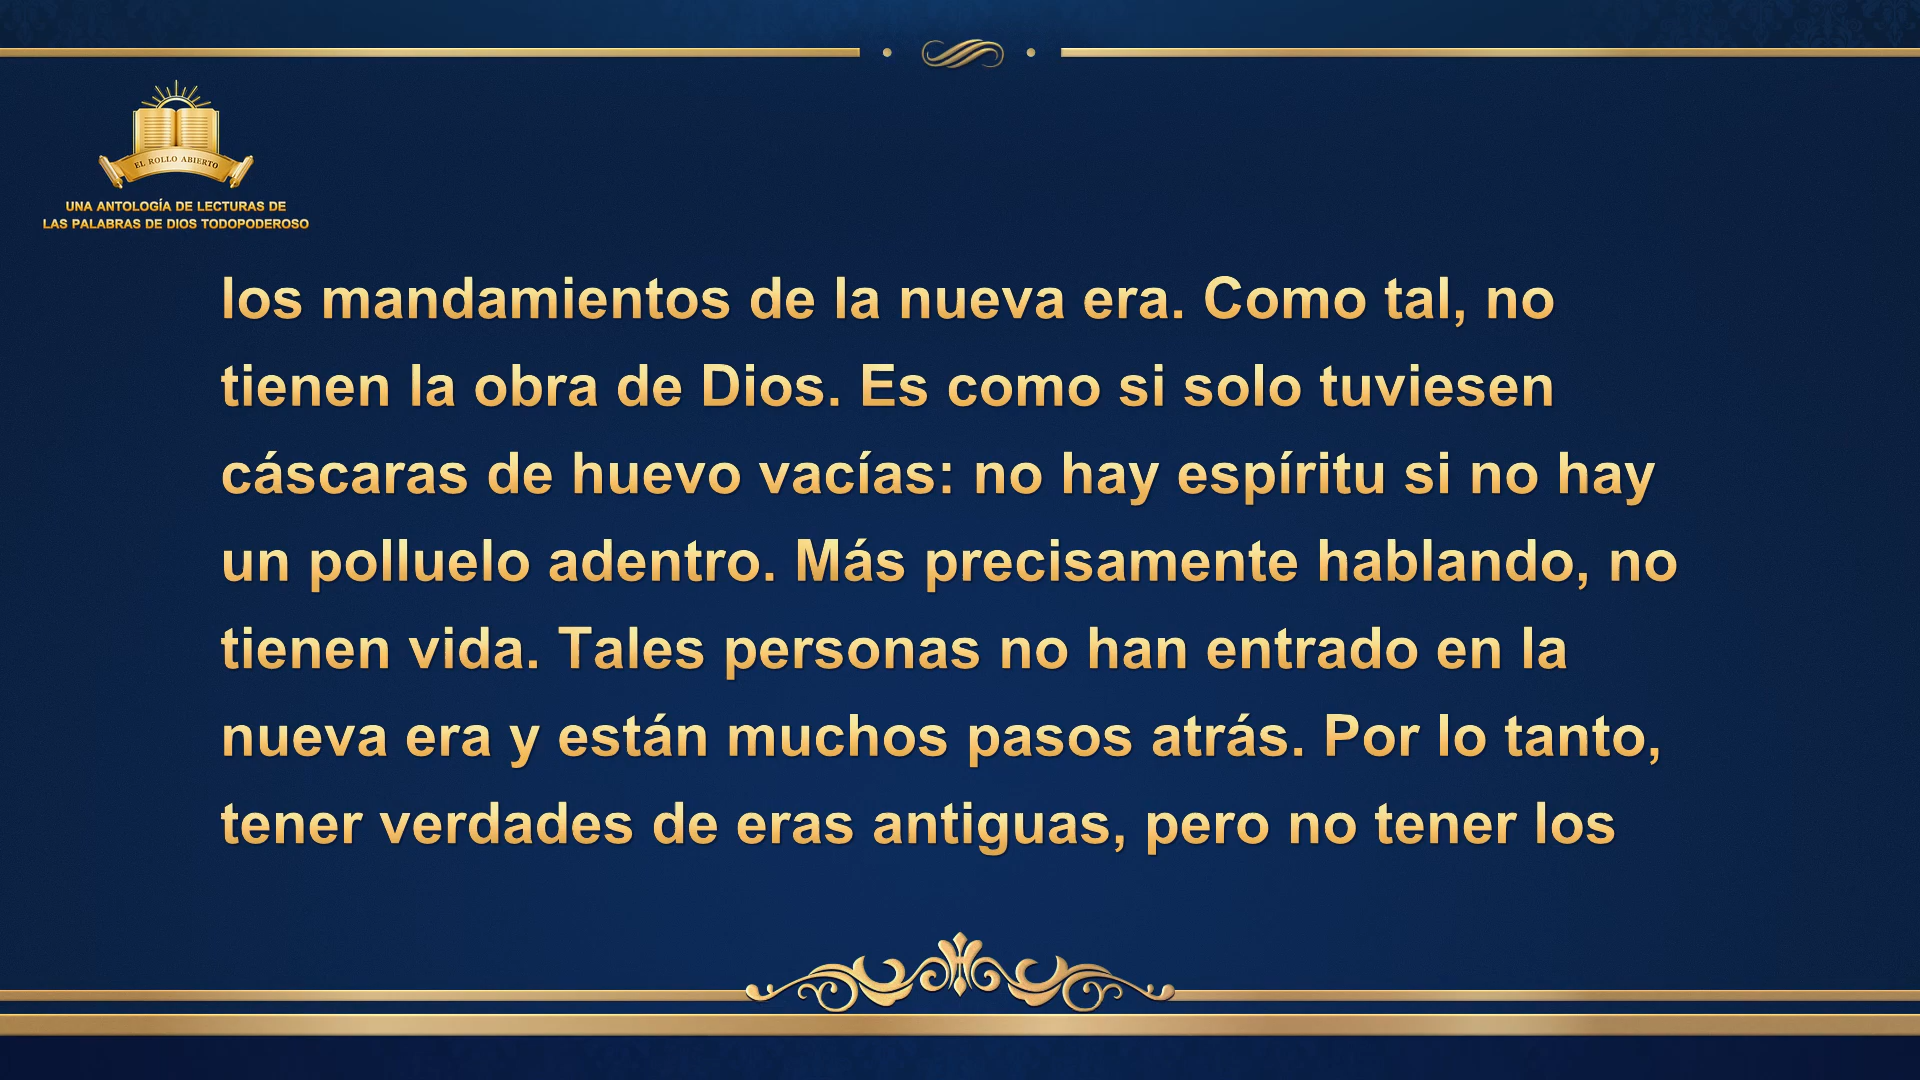 EL ROLLO ABIERTO
UNA ANTOLOGÍA DE LECTURAS DE
LAS PALABRAS DE DIOS TODOPODEROSO
los mandamientos de la nueva era. Como tal, no
tienen la obra de Dios. Es como si solo tuviesen
cáscaras de huevo vacías: no hay espíritu si no hay
un polluelo adentro. Más precisamente hablando, no
tienen vida. Tales personas no han entrado en la
nueva era y están muchos pasos atrás. Por lo tanto,
tener verdades de eras antiguas, pero no tener los